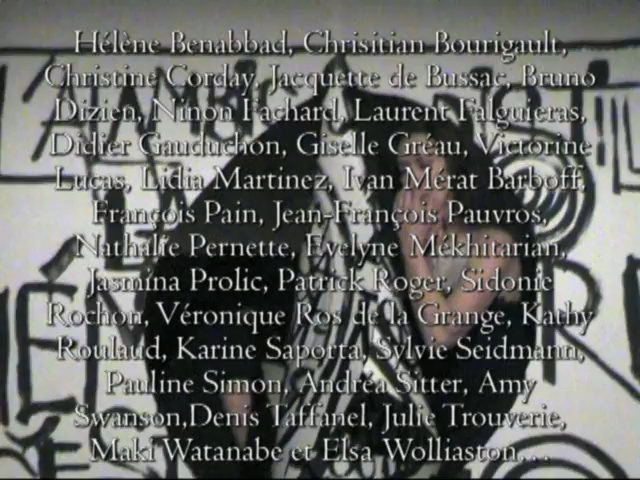 Hélène Benabbad, Chrisitian Bourigault,
Christine Corday, Jacquette de Bussac, Bruno
Dizien, Ninon Fachard, Laurent Falguieras,
Didier Gauduchon, Giselle Gréau, Victorine
Lucas, Lidia Martinez, Ivan Mérat Barboff,
François Pain, Jean-François Pauvros,
Nathalie Pernette, Evelyne Mékhitarian,
Jasmina Prolic, Patrick Roger, Sidonie
Rochon, Véronique Ros de la Grange, Kathy
Roulaud, Karine Saporta, Sylvie Seidmann,
Pauline Simon, Andréa Sitter, Amy
Swanson,Denis Taffanel, Julie Trouverie,
Maki Watanabe et Elsa Wolliaston...